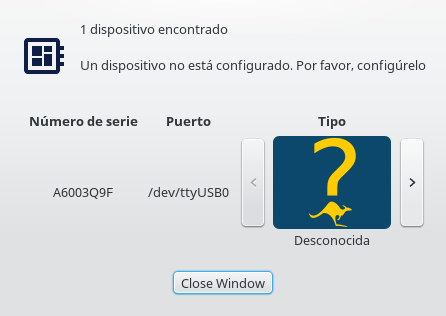 1 dispositivo encontrado
Un dispositivo no está configurado. Por favor, configúrelo
Número de serie Puerto Tipo
A6003Q9F /dev/ttyUSB0
?
Desconocida
Close Window